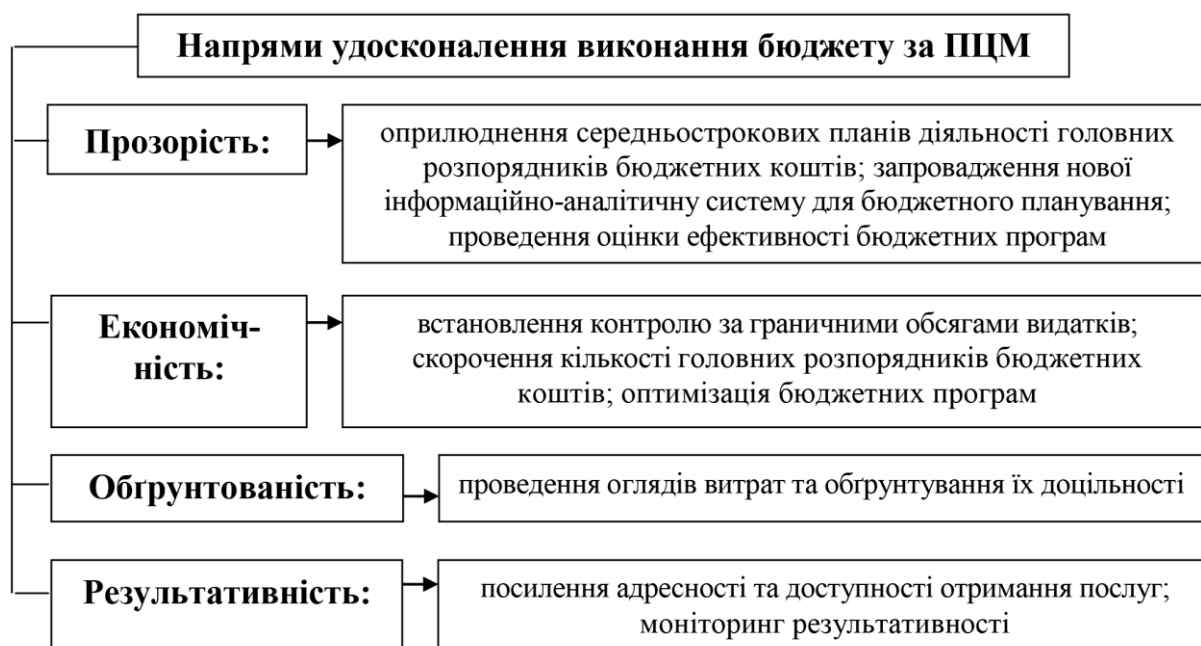 Напрями удосконалення виконання бюджету за ПЦМ
Прозорість:
оприлюднення середньострокових планів діяльності головних
розпорядників бюджетних коштів; запровадження нової
інформаційно-аналітичну систему для бюджетного планування;
проведення оцінки ефективності бюджетних програм
Економіч-
ність:
встановлення контролю за граничними обсягами видатків;
скорочення кількості головних розпорядників бюджетних
коштів; оптимізація бюджетних програм
Обґрунтованість:
проведення оглядів витрат та обґрунтування їх доцільності
Результативність:
посилення адресності та доступності отримання послуг;
моніторинг результативності